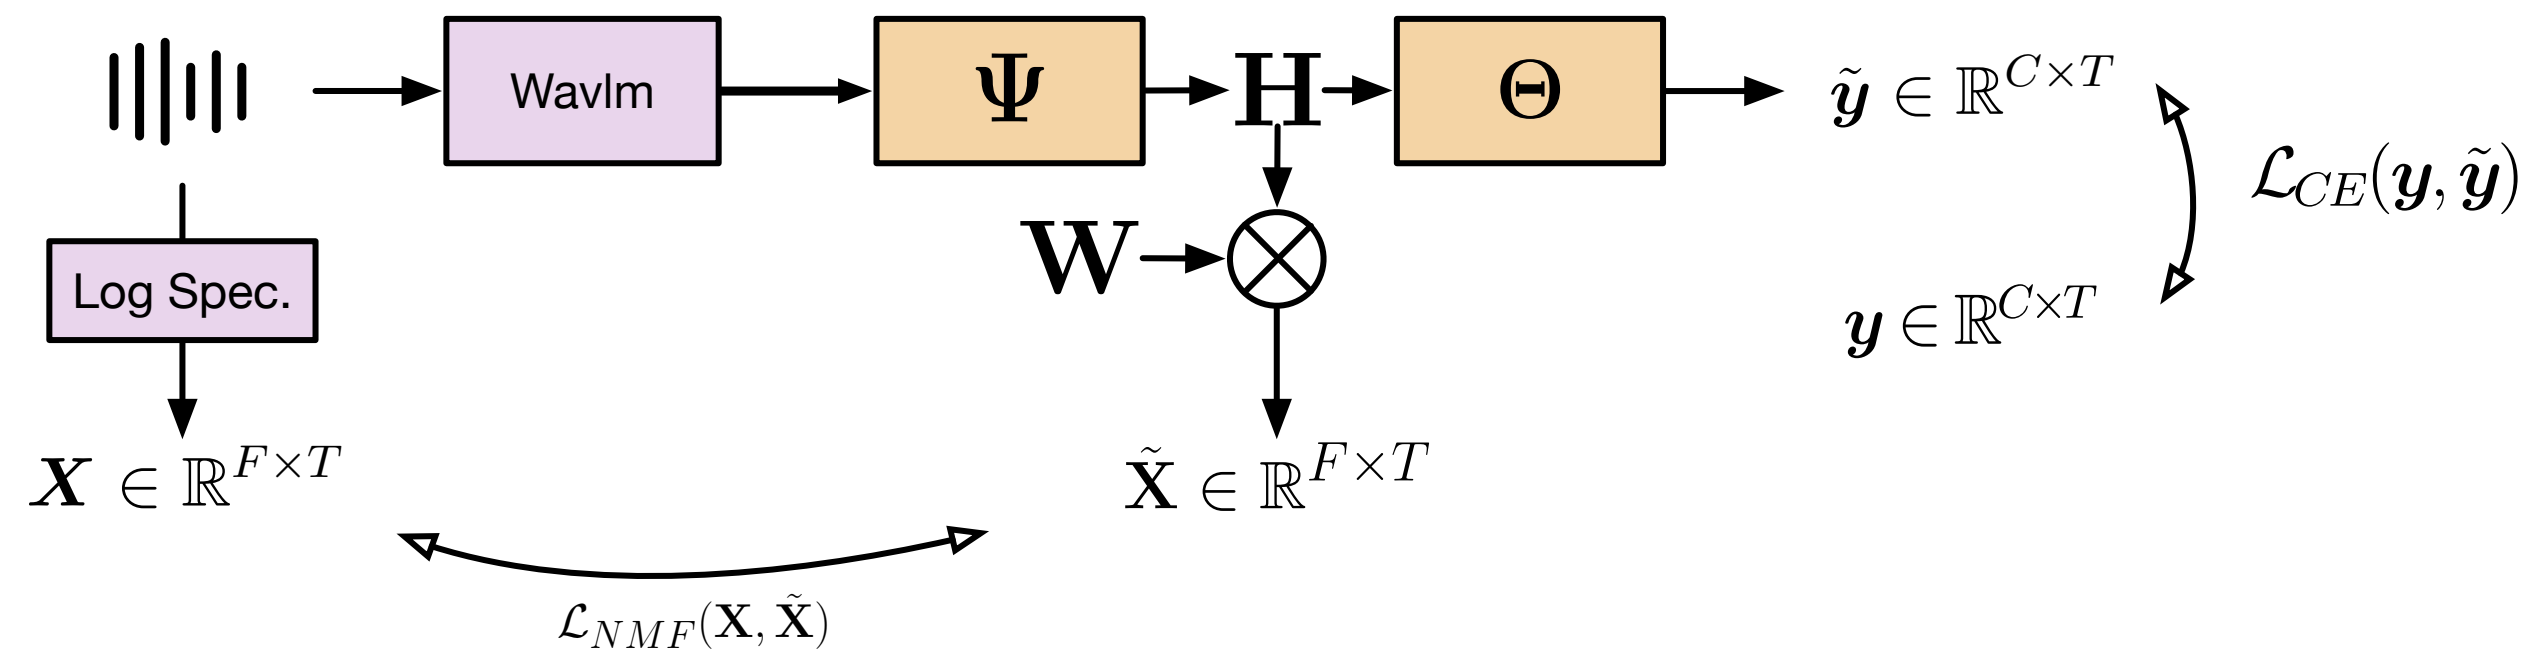 Wavlm
Ψ
H
Θ
ỹ ∈ ℝ^{C×T}
L_{CE}(y, ỹ)
W
Log Spec.
y ∈ ℝ^{C×T}
X ∈ ℝ^{F×T}
X̃ ∈ ℝ^{F×T}
L_{NMF}(X, X̃)